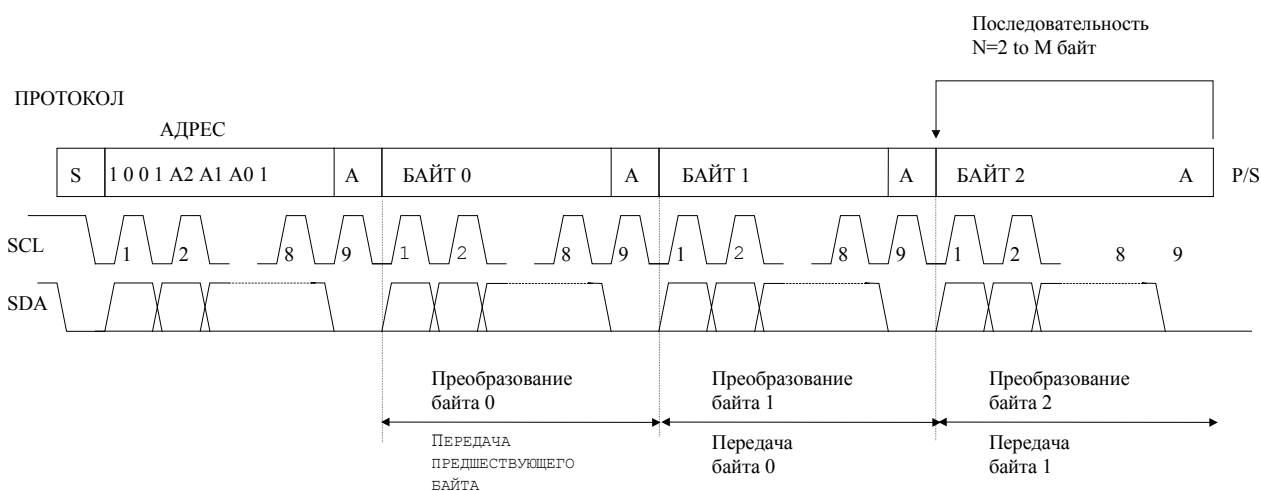 Последовательность
N=2 to M байт
ПРОТОКОЛ
АДРЕС
S 1 0 0 1 A2 A1 A0 1 A БАЙТ 0 A БАЙТ 1 A БАЙТ 2 A P/S
SCL 1 2 8 9 1 2 8 9 1 2 8 9 1 2 8 9
SDA
Преобразование
байта 0
Преобразование
байта 1
Преобразование
байта 2
ПЕРЕДАЧА
ПРЕДШЕСТВУЮЩЕГО
БАЙТА
Передача
байта 0
Передача
байта 1